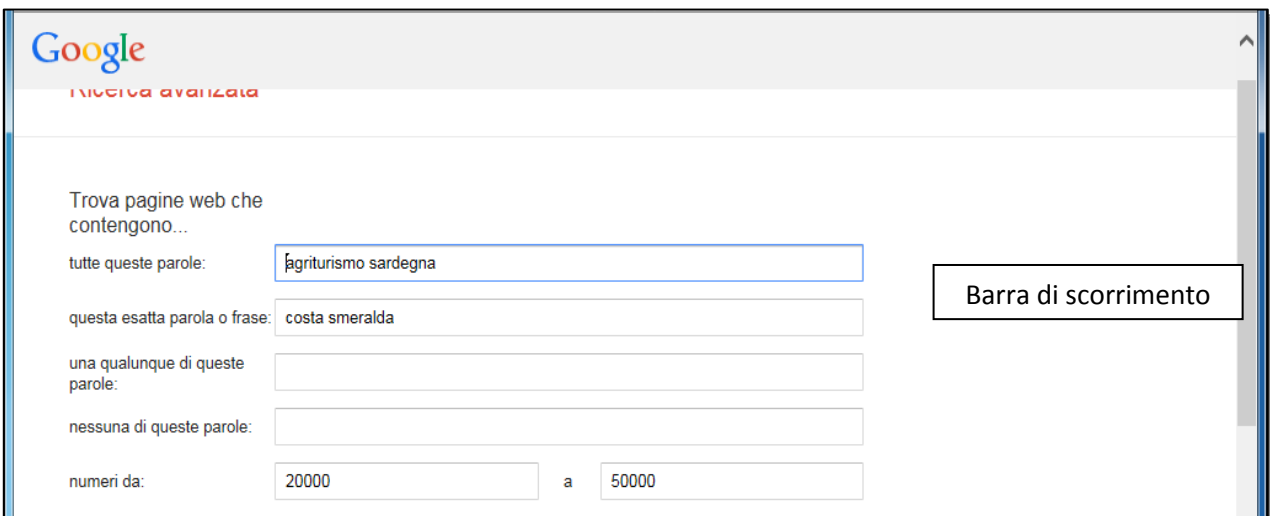 Google
Ricerca avanzata
Trova pagine web che
contengono...
tutte queste parole: agriturismo sardegna
Barra di scorrimento
questa esatta parola o frase: costa smeralda
una qualunque di queste
parole:
nessuna di queste parole:
numeri da: 20000 a 50000